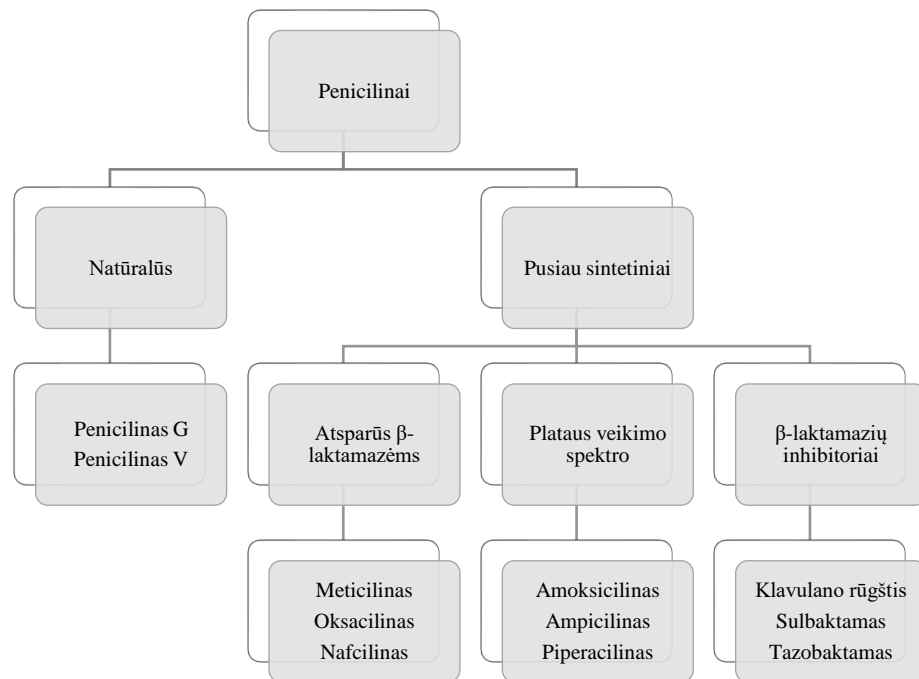 Penicilinai
Natūralūs
Pusiau sintetiniai
Penicilinas G
Penicilinas V
Atsparūs β-
laktamazėms
Plataus veikimo
spektro
β-laktamazių
inhibitoriai
Meticilinas
Oksacilinas
Nafcilinas
Amoksicilinas
Ampicilinas
Piperacilinas
Klavulano rūgštis
Sulbaktamas
Tazobaktamas